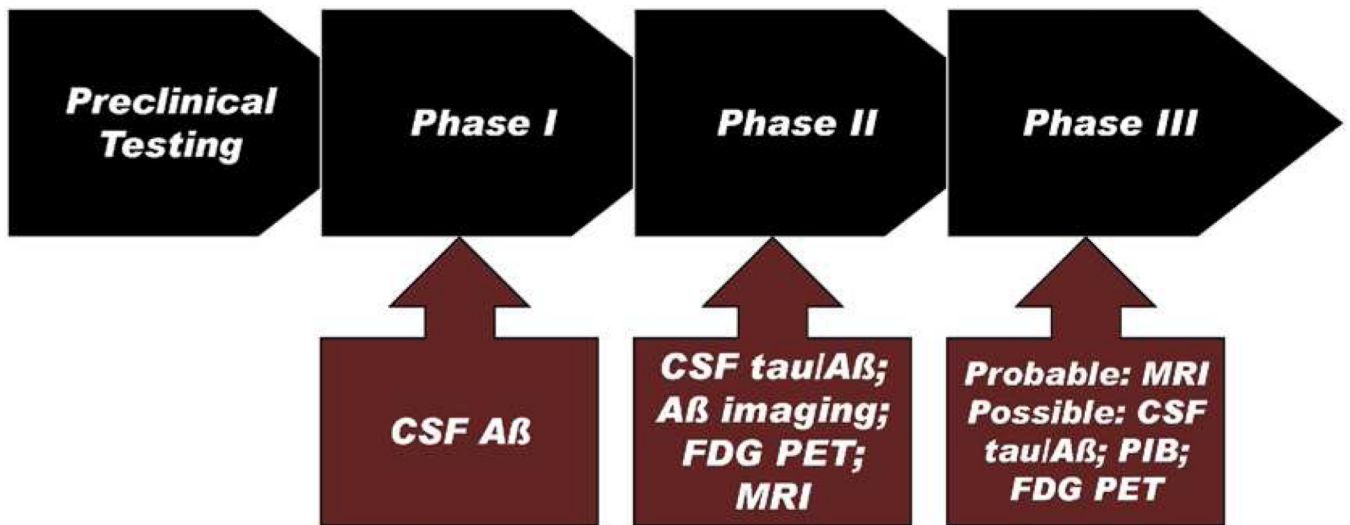 Preclinical
Testing
Phase I
Phase II
Phase III
CSF Aß
CSF tau/Aß;
Aß imaging;
FDG PET;
MRI
Probable: MRI
Possible: CSF
tau/Aß; PIB;
FDG PET